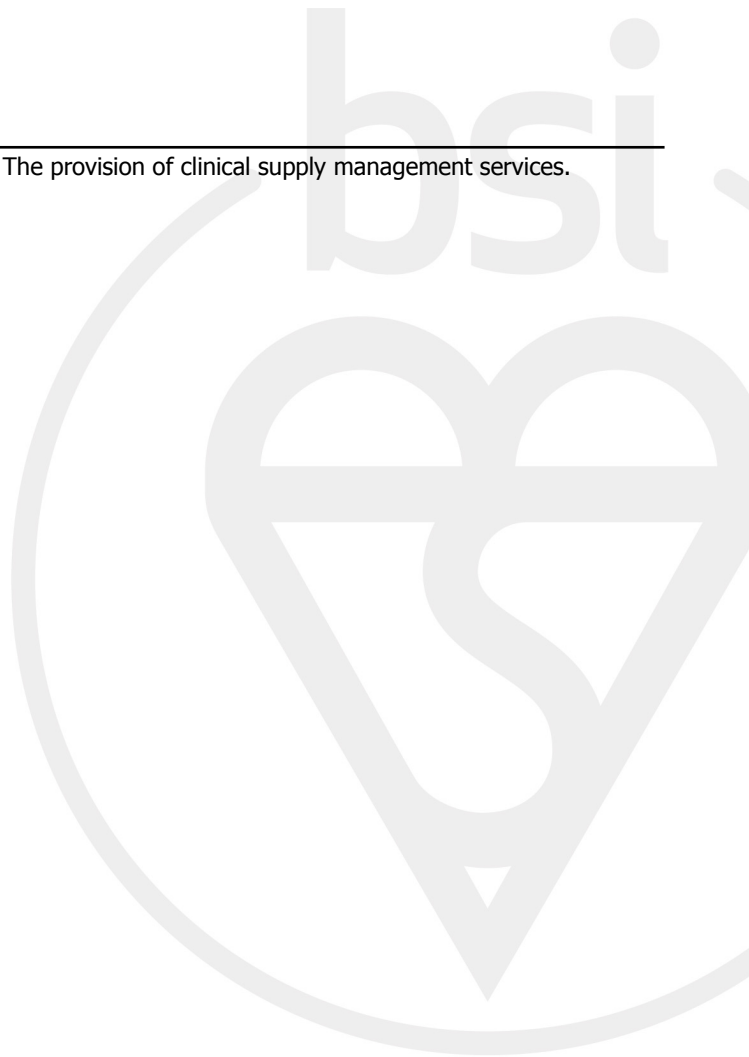 bsi
The provision of clinical supply management services.